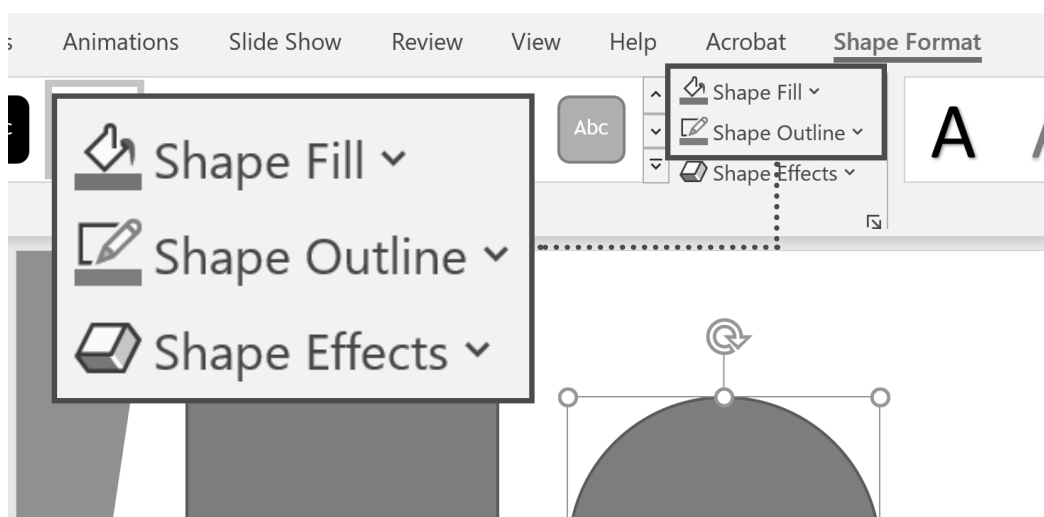 s Animations Slide Show Review View Help Acrobat Shape Format
c Abc Shape Fill A
Shape Outline
Shape Effects
Shape Fill
Shape Outline
Shape Effects